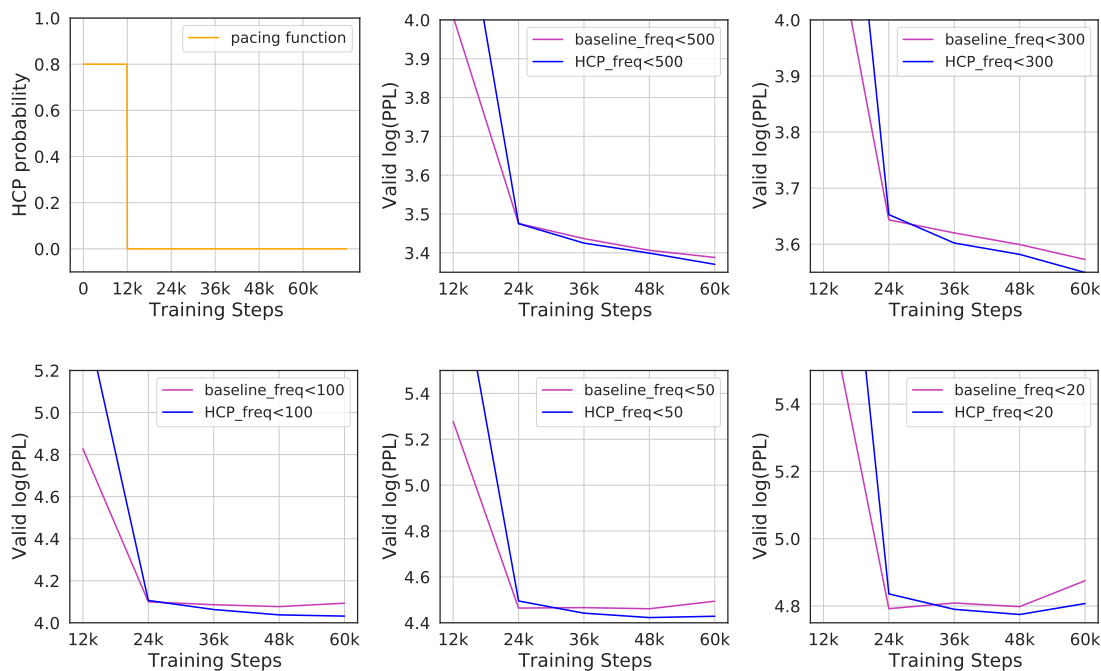 pacing function
HCP probability
1.0
0.8
0.6
0.4
0.2
0.0
0 12k 24k 36k 48k 60k
Training Steps
baseline_freq<500
HCP_freq<500
Valid log(PPL)
4.0
3.9
3.8
3.7
3.6
3.5
3.4
12k 24k 36k 48k 60k
Training Steps
baseline_freq<300
HCP_freq<300
Valid log(PPL)
4.0
3.9
3.8
3.7
3.6
12k 24k 36k 48k 60k
Training Steps
baseline_freq<100
HCP_freq<100
Valid log(PPL)
5.2
5.0
4.8
4.6
4.4
4.2
4.0
12k 24k 36k 48k 60k
Training Steps
baseline_freq<50
HCP_freq<50
Valid log(PPL)
5.4
5.2
5.0
4.8
4.6
4.4
12k 24k 36k 48k 60k
Training Steps
baseline_freq<20
HCP_freq<20
Valid log(PPL)
5.4
5.2
5.0
4.8
12k 24k 36k 48k 60k
Training Steps